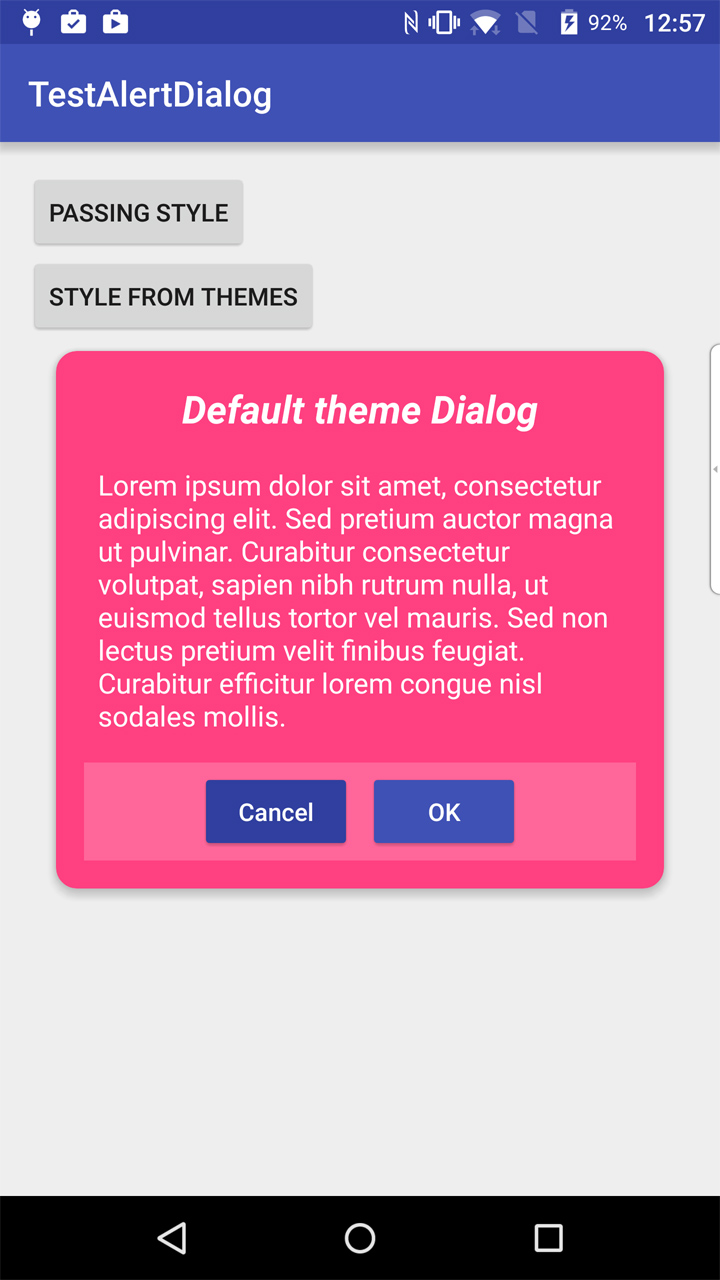 92% 12:57
TestAlertDialog
PASSING STYLE
STYLE FROM THEMES
Default theme Dialog
Lorem ipsum dolor sit amet, consectetur
adipiscing elit. Sed pretium auctor magna
ut pulvinar. Curabitur consectetur
volutpat, sapien nibh rutrum nulla, ut
euismod tellus tortor vel mauris. Sed non
lectus pretium velit finibus feugiat.
Curabitur efficitur lorem congue nisl
sodales mollis.
Cancel OK